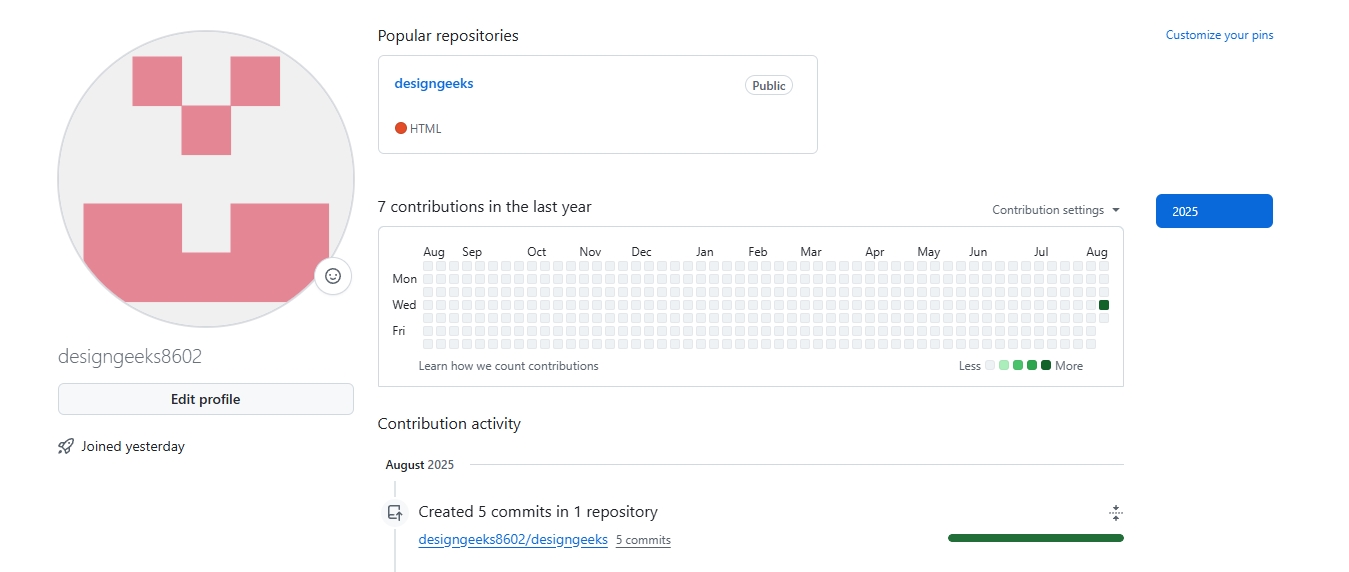 Popular repositories
Customize your pins
designgeeks
Public
HTML
7 contributions in the last year
Contribution settings
2025
Aug Sep Oct Nov Dec Jan Feb Mar Apr May Jun Jul Aug
Mon
Wed
Fri
Learn how we count contributions
Less
More
designgeeks8602
Edit profile
Joined yesterday
Contribution activity
August 2025
Created 5 commits in 1 repository
designgeeks8602/designgeeks 5 commits